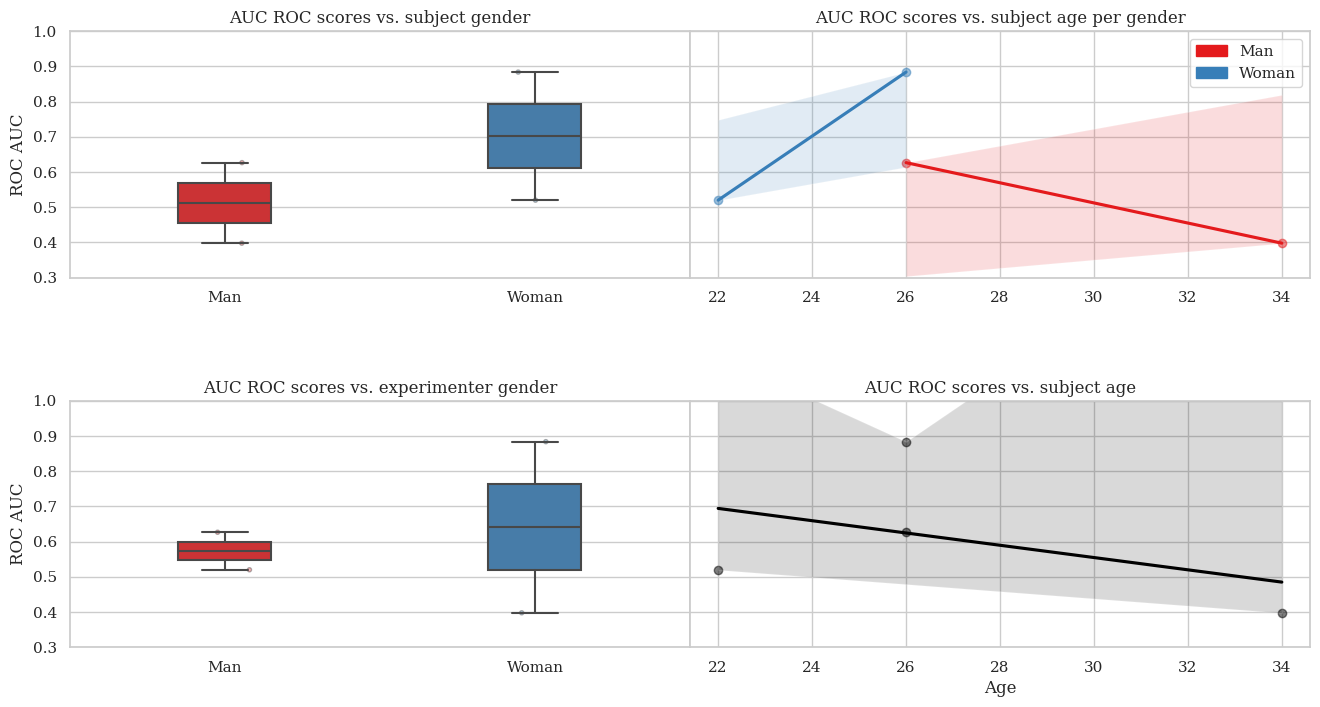 AUC ROC scores vs. subject gender
AUC ROC scores vs. subject age per gender
ROC AUC
1.0
0.9
0.8
0.7
0.6
0.5
0.4
0.3
Man
Woman
Man
Woman
22
24
26
28
30
32
34
AUC ROC scores vs. experimenter gender
AUC ROC scores vs. subject age
ROC AUC
1.0
0.9
0.8
0.7
0.6
0.5
0.4
0.3
Man
Woman
22
24
26
28
30
32
34
Age